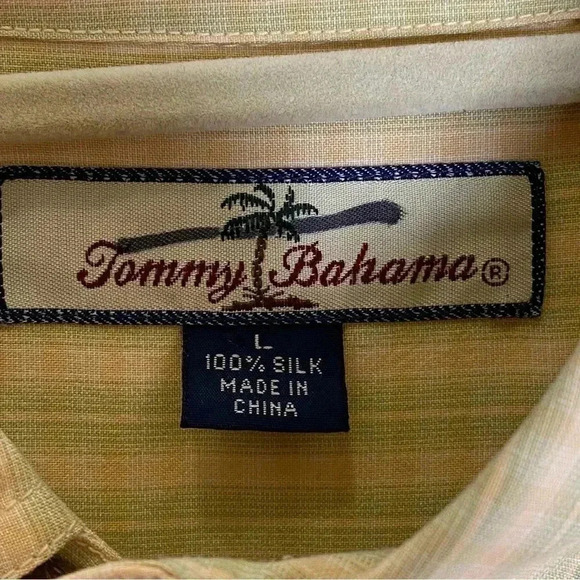 Tommy Bahama®
L
100% SILK
MADE IN
CHINA